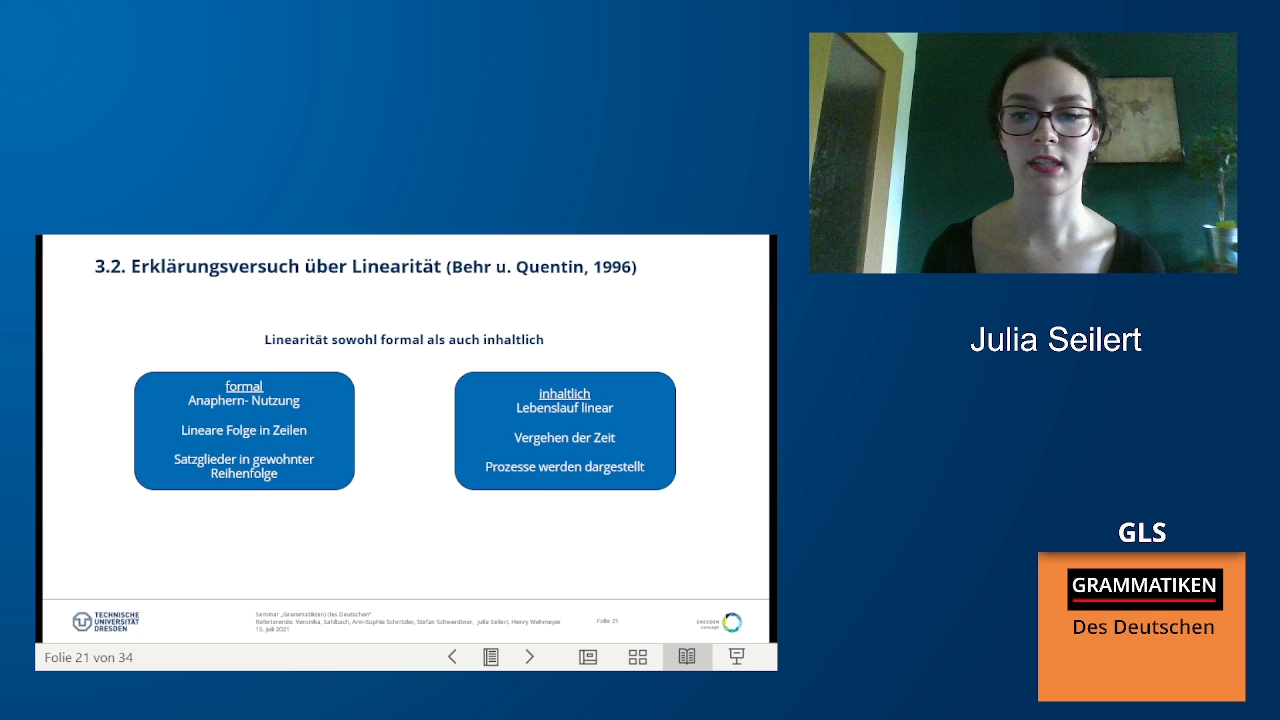 3.2. Erklärungsversuch über Linearität (Behr u. Quentin, 1996)
Linearität sowohl formal als auch inhaltlich
formal
Anaphern- Nutzung
Lineare Folge in Zeilen
Satzglieder in gewohnter
Reihenfolge
inhaltlich
Lebenslauf linear
Vergehen der Zeit
Prozesse werden dargestellt
TECHNISCHE
UNIVERSITÄT
DRESDEN
Seminar „Grammatik(en) des Deutschen“
Referierende: Veronika, Sahlbach, Ann-Sophie Schnitzler, Stefan Schwerdtner, Julia Seilert, Henry Wehmeyer
15. Juli 2021
Folie 21
DRESDEN
concept
Folie 21 von 34
Julia Seilert
GLS
GRAMMATIKEN
Des Deutschen